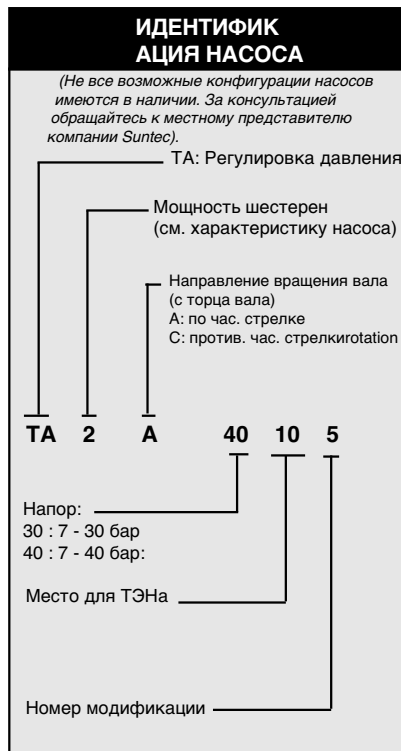 ИДЕНТИФИК
АЦИЯ НАСОСА
(Не все возможные конфигурации насосов
имеются в наличии. За консультацией
обращайтесь к местному представителю
компании Suntec).
ТА: Регулировка давления
Мощность шестерен
(см. характеристику насоса)
Направление вращения вала
(с торца вала)
А: по час. стрелке
С: против. час. стрелкиrotation
TA 2 A 40 10 5
Напор:
30 : 7 - 30 бар
40 : 7 - 40 бар:
Место для ТЭНа
Номер модификации